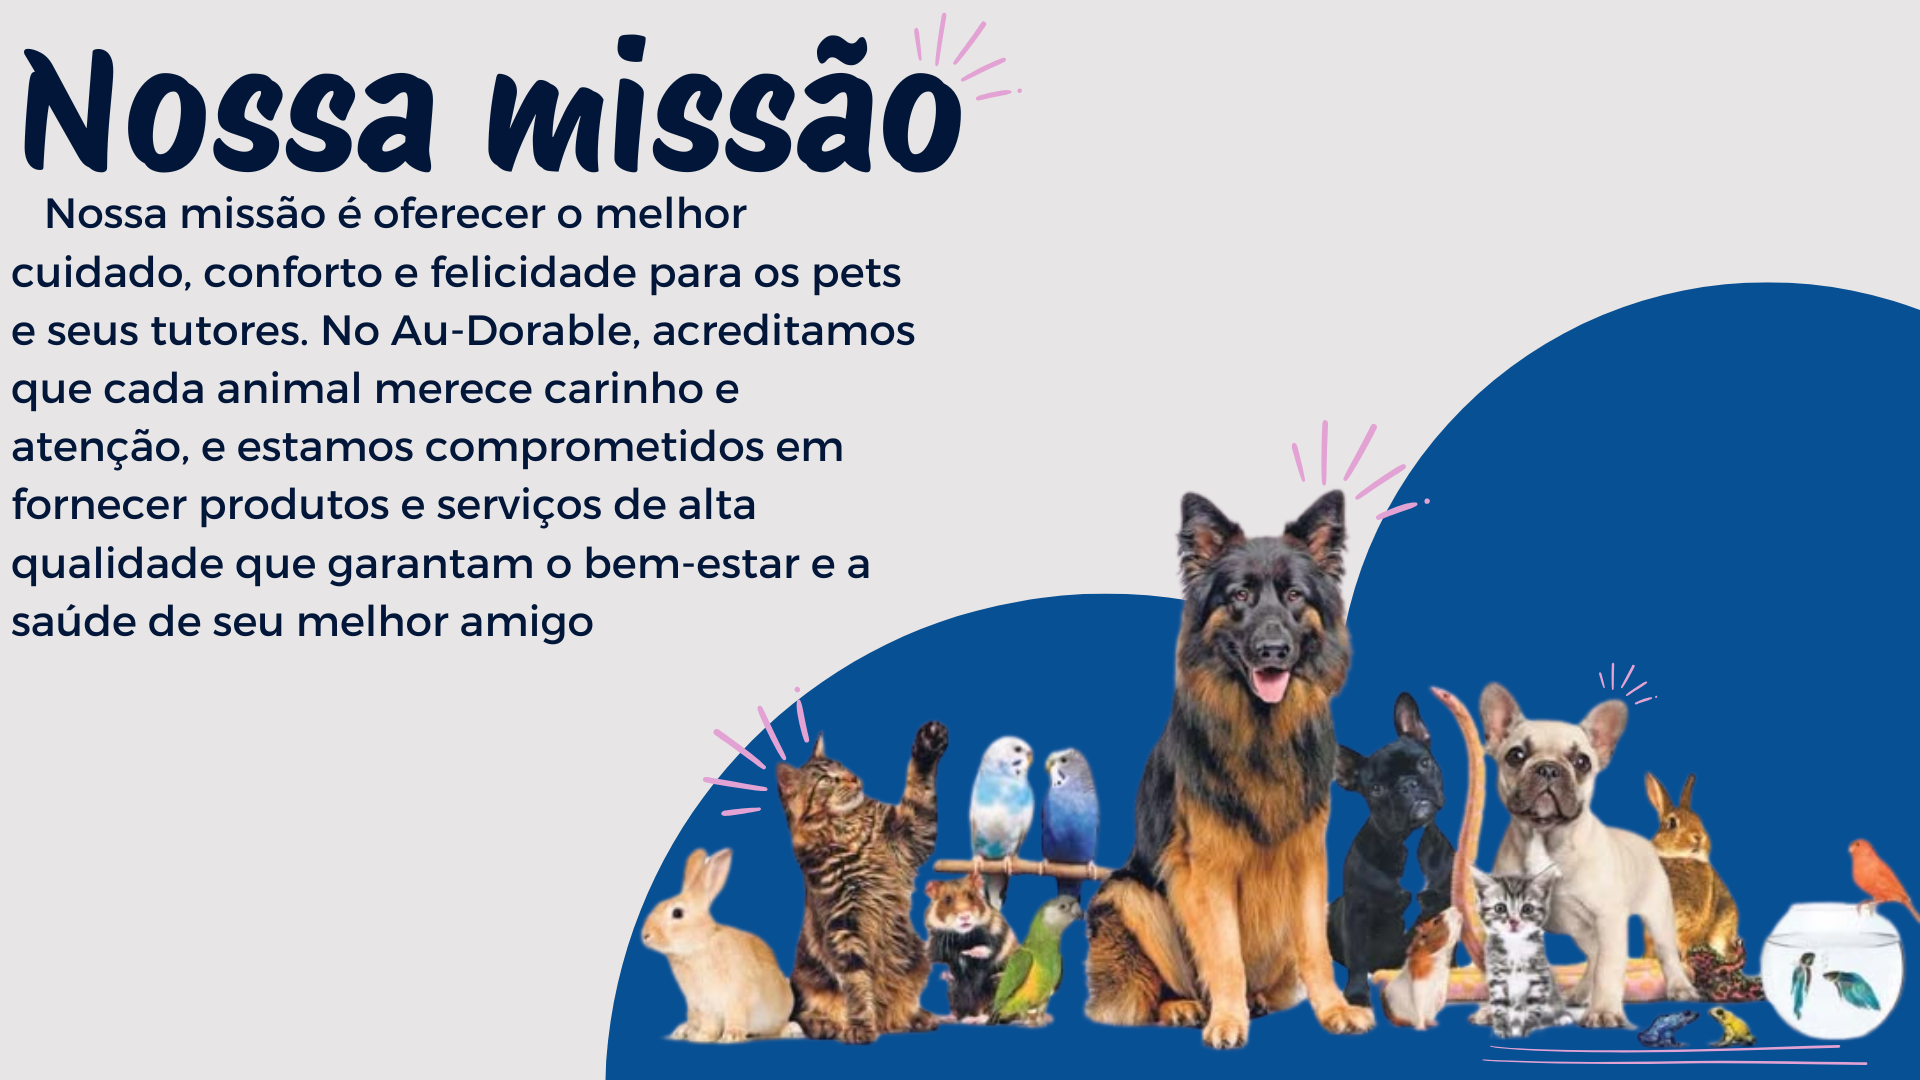 Nossa missão
Nossa missão é oferecer o melhor
cuidado, conforto e felicidade para os pets
e seus tutores. No Au-Dorable, acreditamos
que cada animal merece carinho e
atenção, e estamos comprometidos em
fornecer produtos e serviços de alta
qualidade que garantam o bem-estar e a
saúde de seu melhor amigo